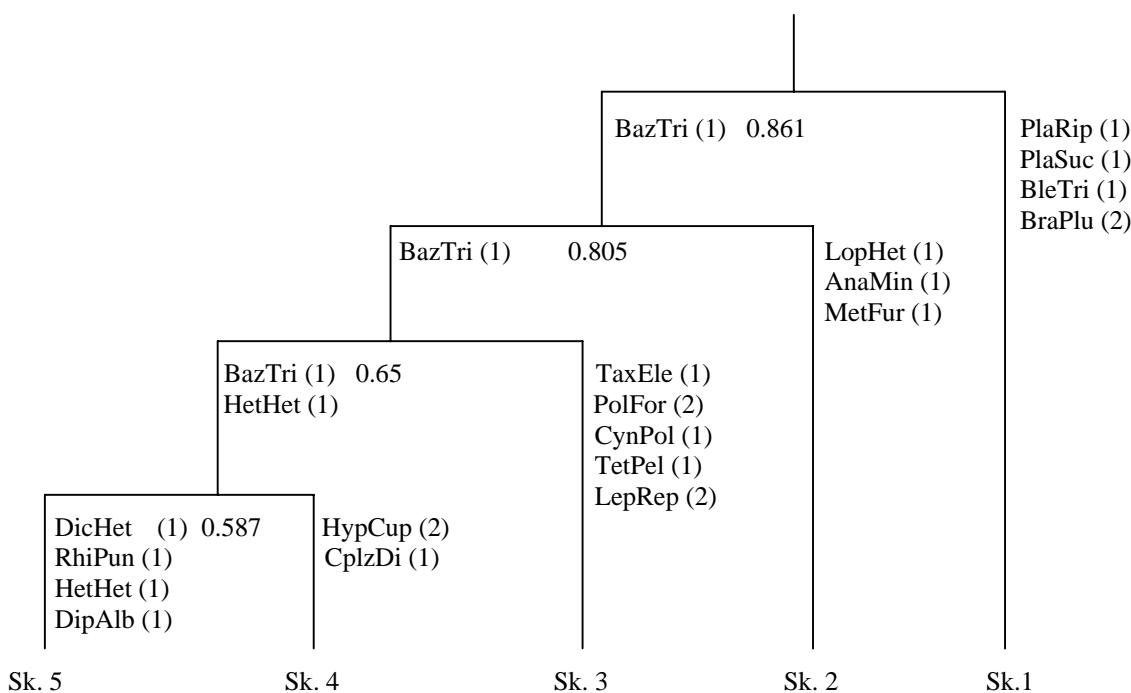 BazTri (1) 0.861
PlaRip (1)
PlaSuc (1)
BleTri (1)
BraPlu (2)
BazTri (1) 0.805
LopHet (1)
AnaMin (1)
MetFur (1)
BazTri (1) 0.65
HetHet (1)
TaxEle (1)
PolFor (2)
CynPol (1)
TetPel (1)
LepRep (2)
DicHet (1) 0.587
RhiPun (1)
HetHet (1)
DipAlb (1)
HypCup (2)
CplzDi (1)
Sk. 5 Sk. 4 Sk. 3 Sk. 2 Sk.1